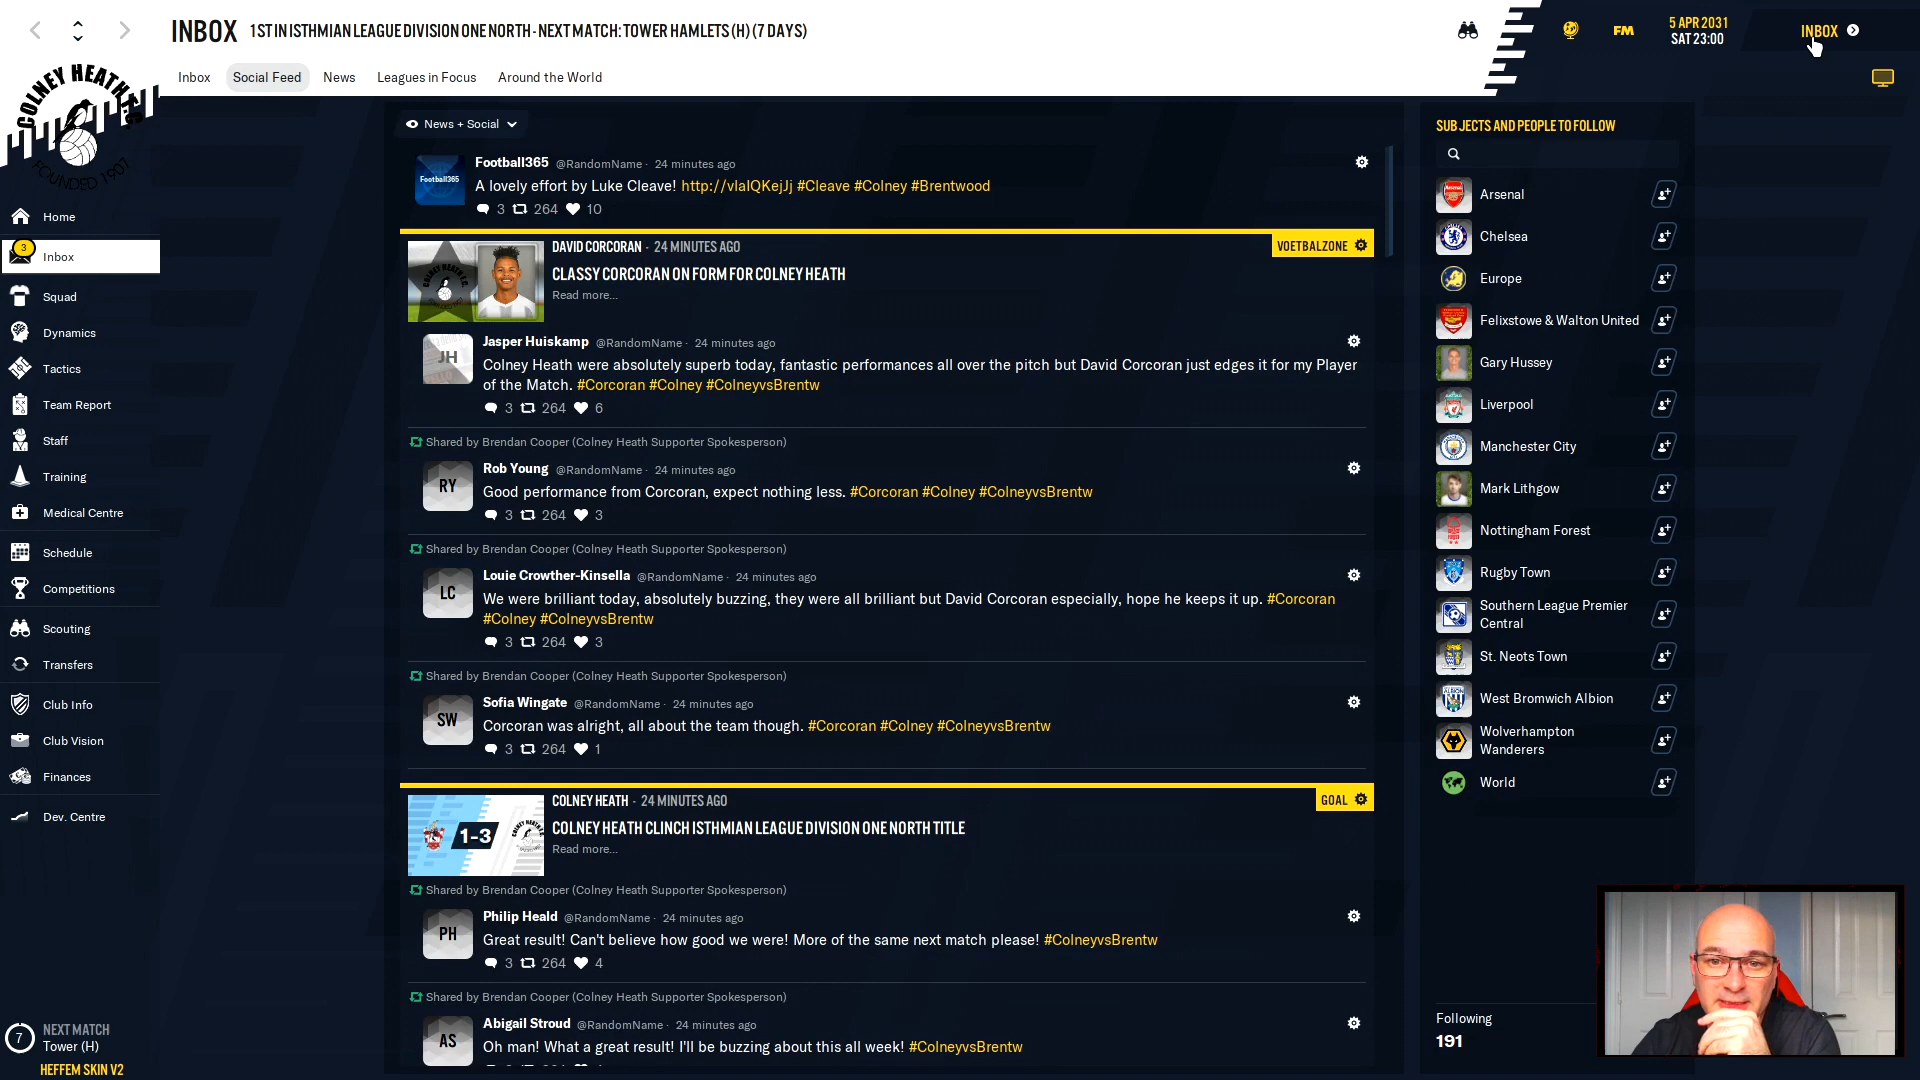 INBOX
1ST IN ISTHMIAN LEAGUE DIVISION ONE NORTH - NEXT MATCH: TOWER HAMLETS (H) (7 DAYS)
FM
5 APR 2031
SAT 23:00
INBOX
Inbox
Social Feed
News
Leagues in Focus
Around the World
COLNEY HEATH F.C.
FOUNDED 1907
Home
3
Inbox
Squad
Dynamics
Tactics
Team Report
Staff
Training
Medical Centre
Schedule
Competitions
Scouting
Transfers
Club Info
Club Vision
Finances
Dev. Centre
7
NEXT MATCH
Tower (H)
HEFFEM SKIN V2
News + Social
Football365
Football365 @RandomName · 24 minutes ago
A lovely effort by Luke Cleave! http://vlaIQKejJj #Cleave #Colney #Brentwood
3 264 10
DAVID CORCORAN - 24 MINUTES AGO
VOETBALZONE
CLASSY CORCORAN ON FORM FOR COLNEY HEATH
Read more...
JH
Jasper Huiskamp @RandomName · 24 minutes ago
Colney Heath were absolutely superb today, fantastic performances all over the pitch but David Corcoran just edges it for my Player
of the Match. #Corcoran #Colney #ColneyvsBrentw
3 264 6
Shared by Brendan Cooper (Colney Heath Supporter Spokesperson)
RY
Rob Young @RandomName · 24 minutes ago
Good performance from Corcoran, expect nothing less. #Corcoran #Colney #ColneyvsBrentw
3 264 3
Shared by Brendan Cooper (Colney Heath Supporter Spokesperson)
LC
Louie Crowther-Kinsella @RandomName · 24 minutes ago
We were brilliant today, absolutely buzzing, they were all brilliant but David Corcoran especially, hope he keeps it up. #Corcoran
#Colney #ColneyvsBrentw
3 264 3
Shared by Brendan Cooper (Colney Heath Supporter Spokesperson)
SW
Sofia Wingate @RandomName · 24 minutes ago
Corcoran was alright, all about the team though. #Corcoran #Colney #ColneyvsBrentw
3 264 1
COLNEY HEATH - 24 MINUTES AGO
GOAL
1-3
COLNEY HEATH CLINCH ISTHMIAN LEAGUE DIVISION ONE NORTH TITLE
Read more...
Shared by Brendan Cooper (Colney Heath Supporter Spokesperson)
PH
Philip Heald @RandomName · 24 minutes ago
Great result! Can't believe how good we were! More of the same next match please! #ColneyvsBrentw
3 264 4
Shared by Brendan Cooper (Colney Heath Supporter Spokesperson)
AS
Abigail Stroud @RandomName · 24 minutes ago
Oh man! What a great result! I'll be buzzing about this all week! #ColneyvsBrentw
SUBJECTS AND PEOPLE TO FOLLOW
Arsenal
Chelsea
Europe
Felixstowe & Walton United
Gary Hussey
Liverpool
Manchester City
Mark Lithgow
Nottingham Forest
Rugby Town
Southern League Premier
Central
St. Neots Town
West Bromwich Albion
Wolverhampton
Wanderers
World
Following
191